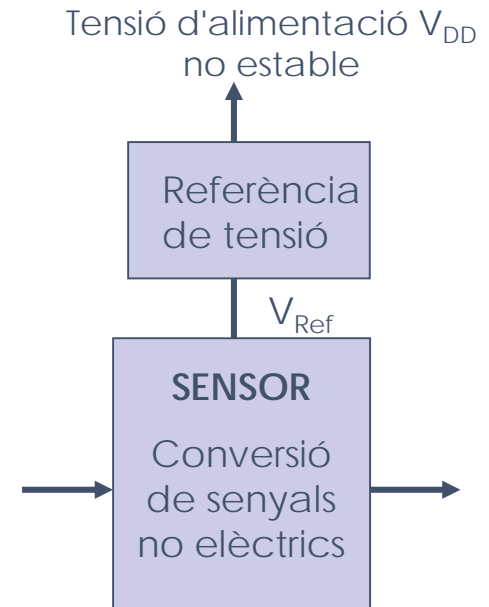 Tensió d'alimentació V_DD
no estable
Referència
de tensió
V_Ref
SENSOR
Conversió
de senyals
no elèctrics